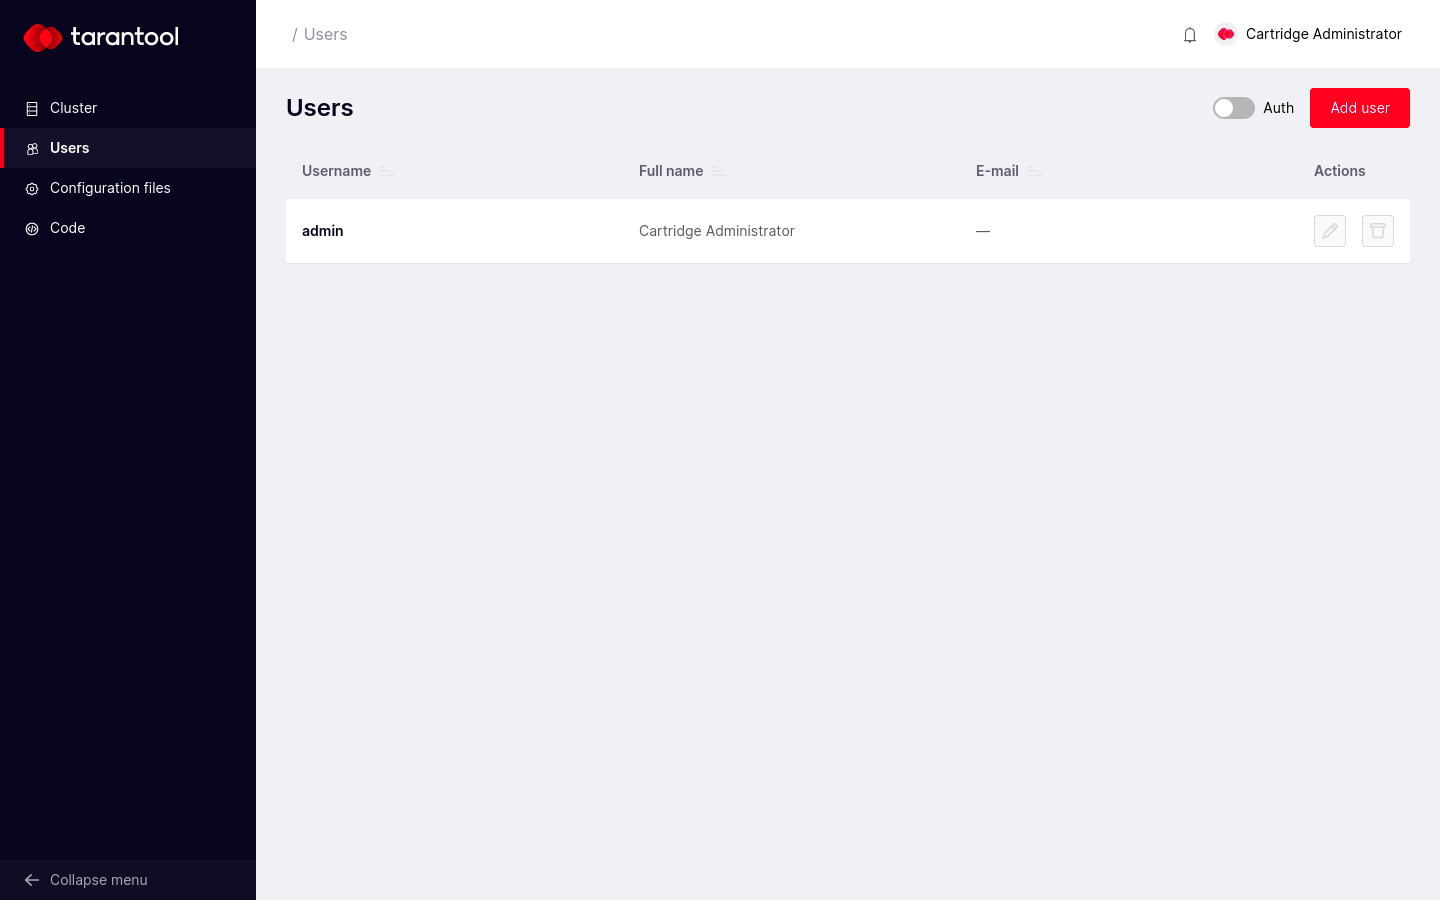 tarantool
Cluster
Users
Configuration files
Code
Collapse menu
/ Users
Cartridge Administrator
Users
Auth
Add user
Username
Full name
E-mail
Actions
admin
Cartridge Administrator
—